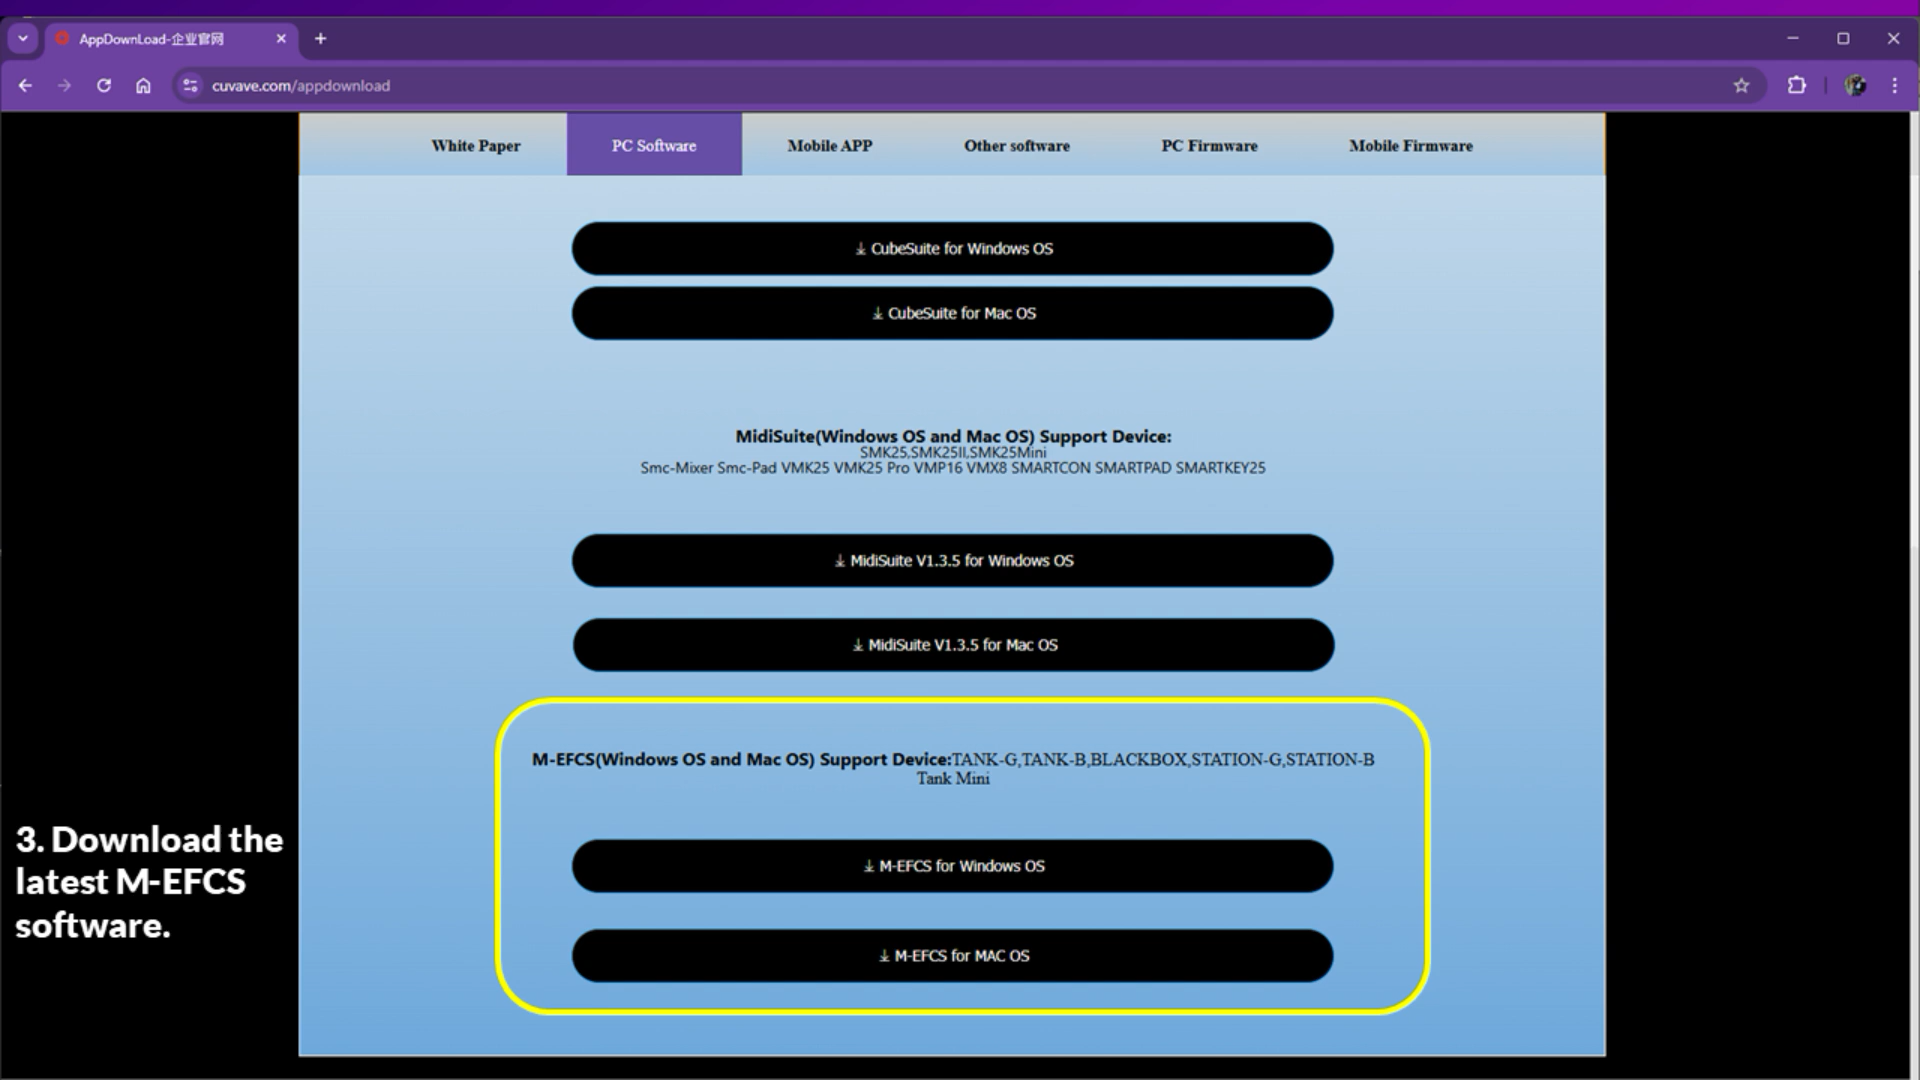 AppDownLoad-企业官网
cuvave.com/appdownload
White Paper
PC Software
Mobile APP
Other software
PC Firmware
Mobile Firmware
CubeSuite for Windows OS
CubeSuite for Mac OS
MidiSuite(Windows OS and Mac OS) Support Device:
SMK25,SMK25II,SMK25Mini
Smc-Mixer Smc-Pad VMK25 VMK25 Pro VMP16 VMX8 SMARTCON SMARTPAD SMARTKEY25
MidiSuite V1.3.5 for Windows OS
MidiSuite V1.3.5 for Mac OS
M-EFCS(Windows OS and Mac OS) Support Device:TANK-G,TANK-B,BLACKBOX,STATION-G,STATION-B
Tank Mini
M-EFCS for Windows OS
M-EFCS for MAC OS
3. Download the
latest M-EFCS
software.